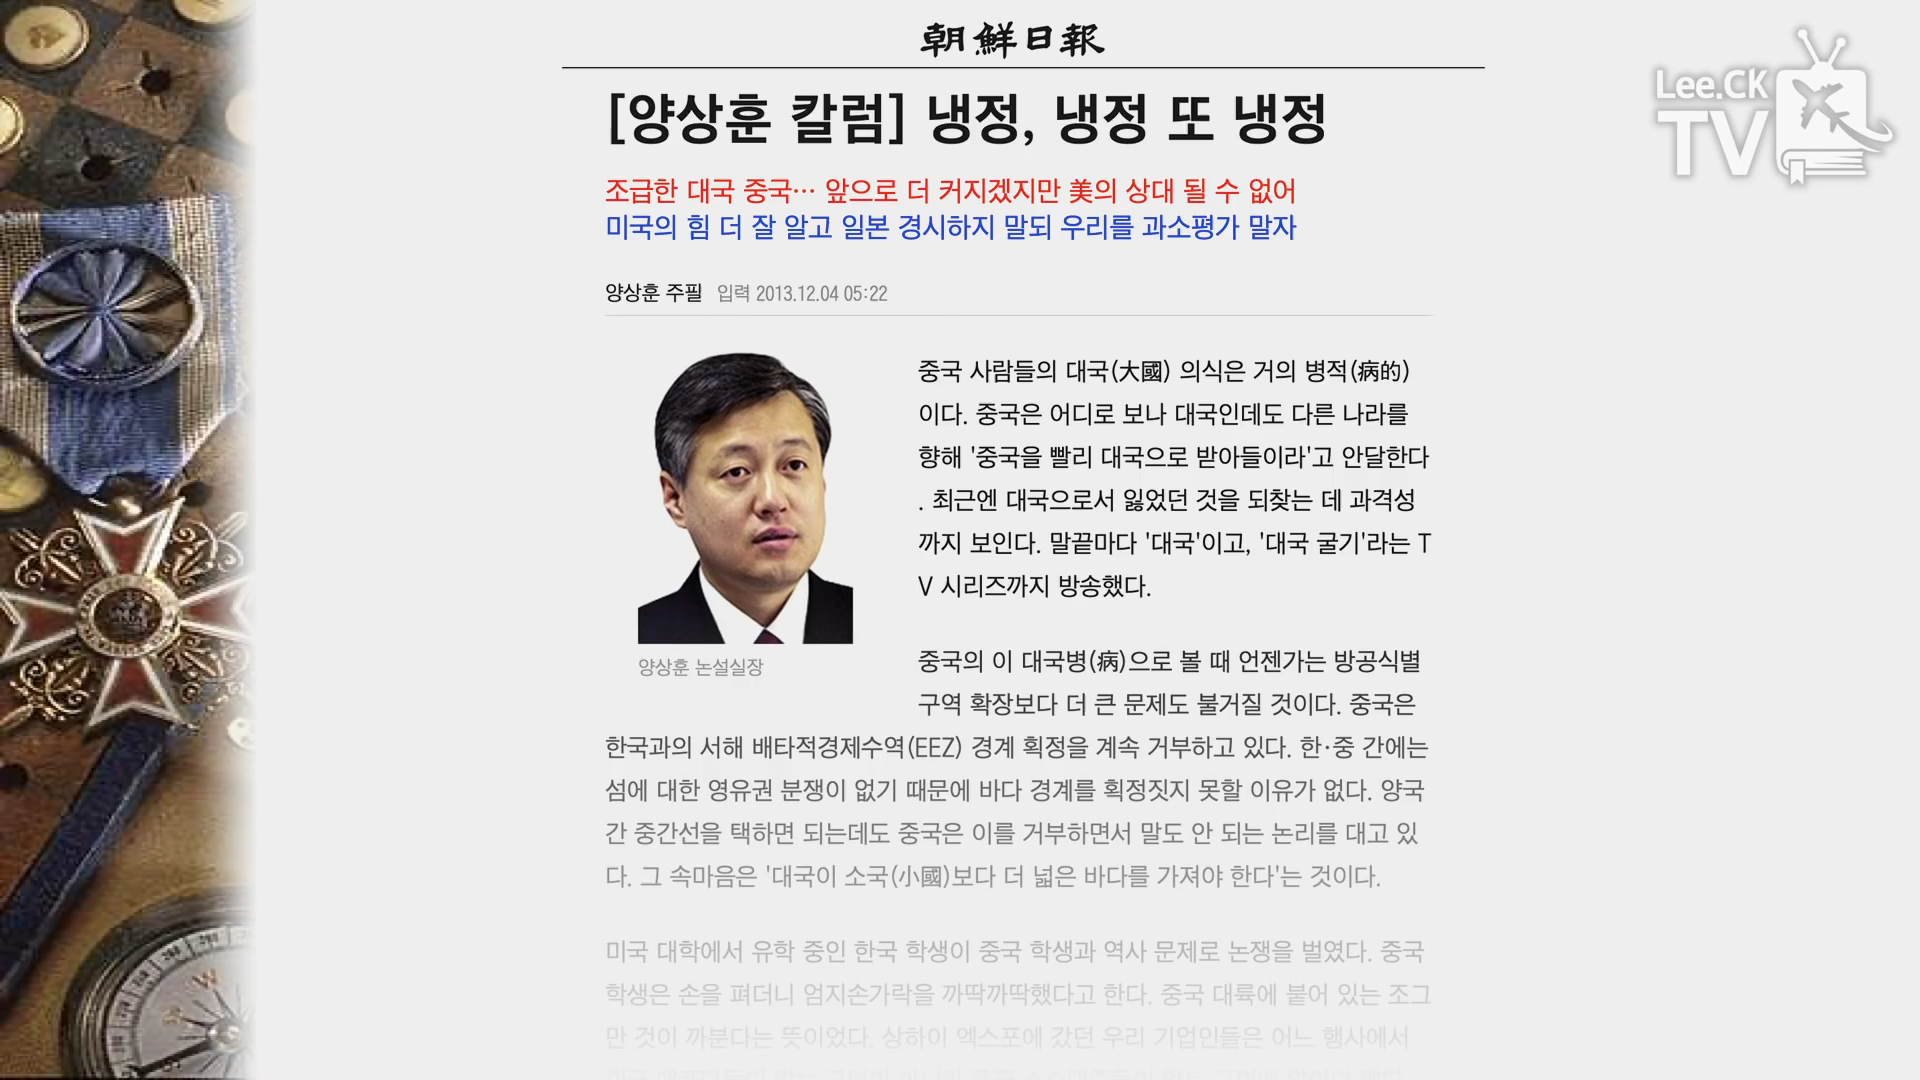 朝鮮日報
Lee.CK
TV
[양상훈 칼럼] 냉정, 냉정 또 냉정
조급한 대국 중국… 앞으로 더 커지겠지만 美의 상대 될 수 없어
미국의 힘 더 잘 알고 일본 경시하지 말되 우리를 과소평가 말자
양상훈 주필 입력 2013.12.04 05:22
중국 사람들의 대국(大國) 의식은 거의 병적(病的)
이다. 중국은 어디로 보나 대국인데도 다른 나라를
향해 '중국을 빨리 대국으로 받아들이라'고 안달한다
. 최근엔 대국으로서 잃었던 것을 되찾는 데 과격성
까지 보인다. 말끝마다 '대국'이고, '대국 굴기'라는 T
V 시리즈까지 방송했다.
양상훈 논설실장
중국의 이 대국병(病)으로 볼 때 언젠가는 방공식별
구역 확장보다 더 큰 문제도 불거질 것이다. 중국은
한국과의 서해 배타적경제수역(EEZ) 경계 획정을 계속 거부하고 있다. 한·중 간에는
섬에 대한 영유권 분쟁이 없기 때문에 바다 경계를 획정짓지 못할 이유가 없다. 양국
간 중간선을 택하면 되는데도 중국은 이를 거부하면서 말도 안 되는 논리를 대고 있
다. 그 속마음은 '대국이 소국(小國)보다 더 넓은 바다를 가져야 한다'는 것이다.
미국 대학에서 유학 중인 한국 학생이 중국 학생과 역사 문제로 논쟁을 벌였다. 중국
학생은 손을 펴더니 엄지손가락을 까딱까딱했다고 한다. 중국 대륙에 붙어 있는 조그
만 것이 까분다는 뜻이었다. 상하이 엑스포에 갔던 우리 기업인들은 어느 행사에서